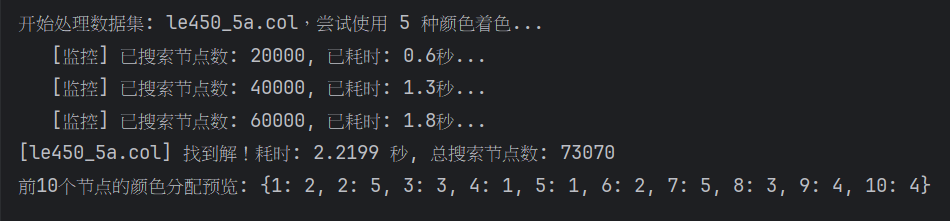 开始处理数据集: le450_5a.col，尝试使用 5 种颜色着色...
[监控] 已搜索节点数: 20000, 已耗时: 0.6秒...
[监控] 已搜索节点数: 40000, 已耗时: 1.3秒...
[监控] 已搜索节点数: 60000, 已耗时: 1.8秒...
[le450_5a.col] 找到解！耗时: 2.2199 秒, 总搜索节点数: 73070
前10个节点的颜色分配预览: {1: 2, 2: 5, 3: 3, 4: 1, 5: 1, 6: 2, 7: 5, 8: 3, 9: 4, 10: 4}